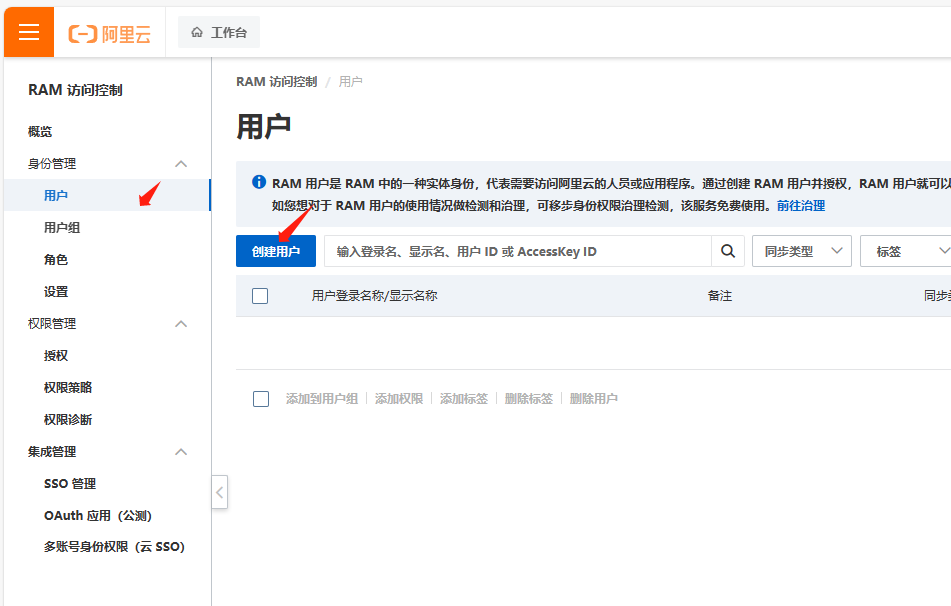 阿里云
工作台
RAM 访问控制
概览
身份管理
用户
用户组
角色
设置
权限管理
授权
权限策略
权限诊断
集成管理
SSO 管理
OAuth 应用（公测）
多账号身份权限（云 SSO）
RAM 访问控制 / 用户
用户
RAM 用户是 RAM 中的一种实体身份，代表需要访问阿里云的人员或应用程序。通过创建 RAM 用户并授权，RAM 用户就可以
如您想对于 RAM 用户的使用情况做检测和治理，可移步身份权限治理检测，该服务免费使用。前往治理
创建用户 输入登录名、显示名、用户 ID 或 AccessKey ID 同步类型 标签
用户登录名称/显示名称 备注 同步
添加到用户组 添加权限 添加标签 删除标签 删除用户